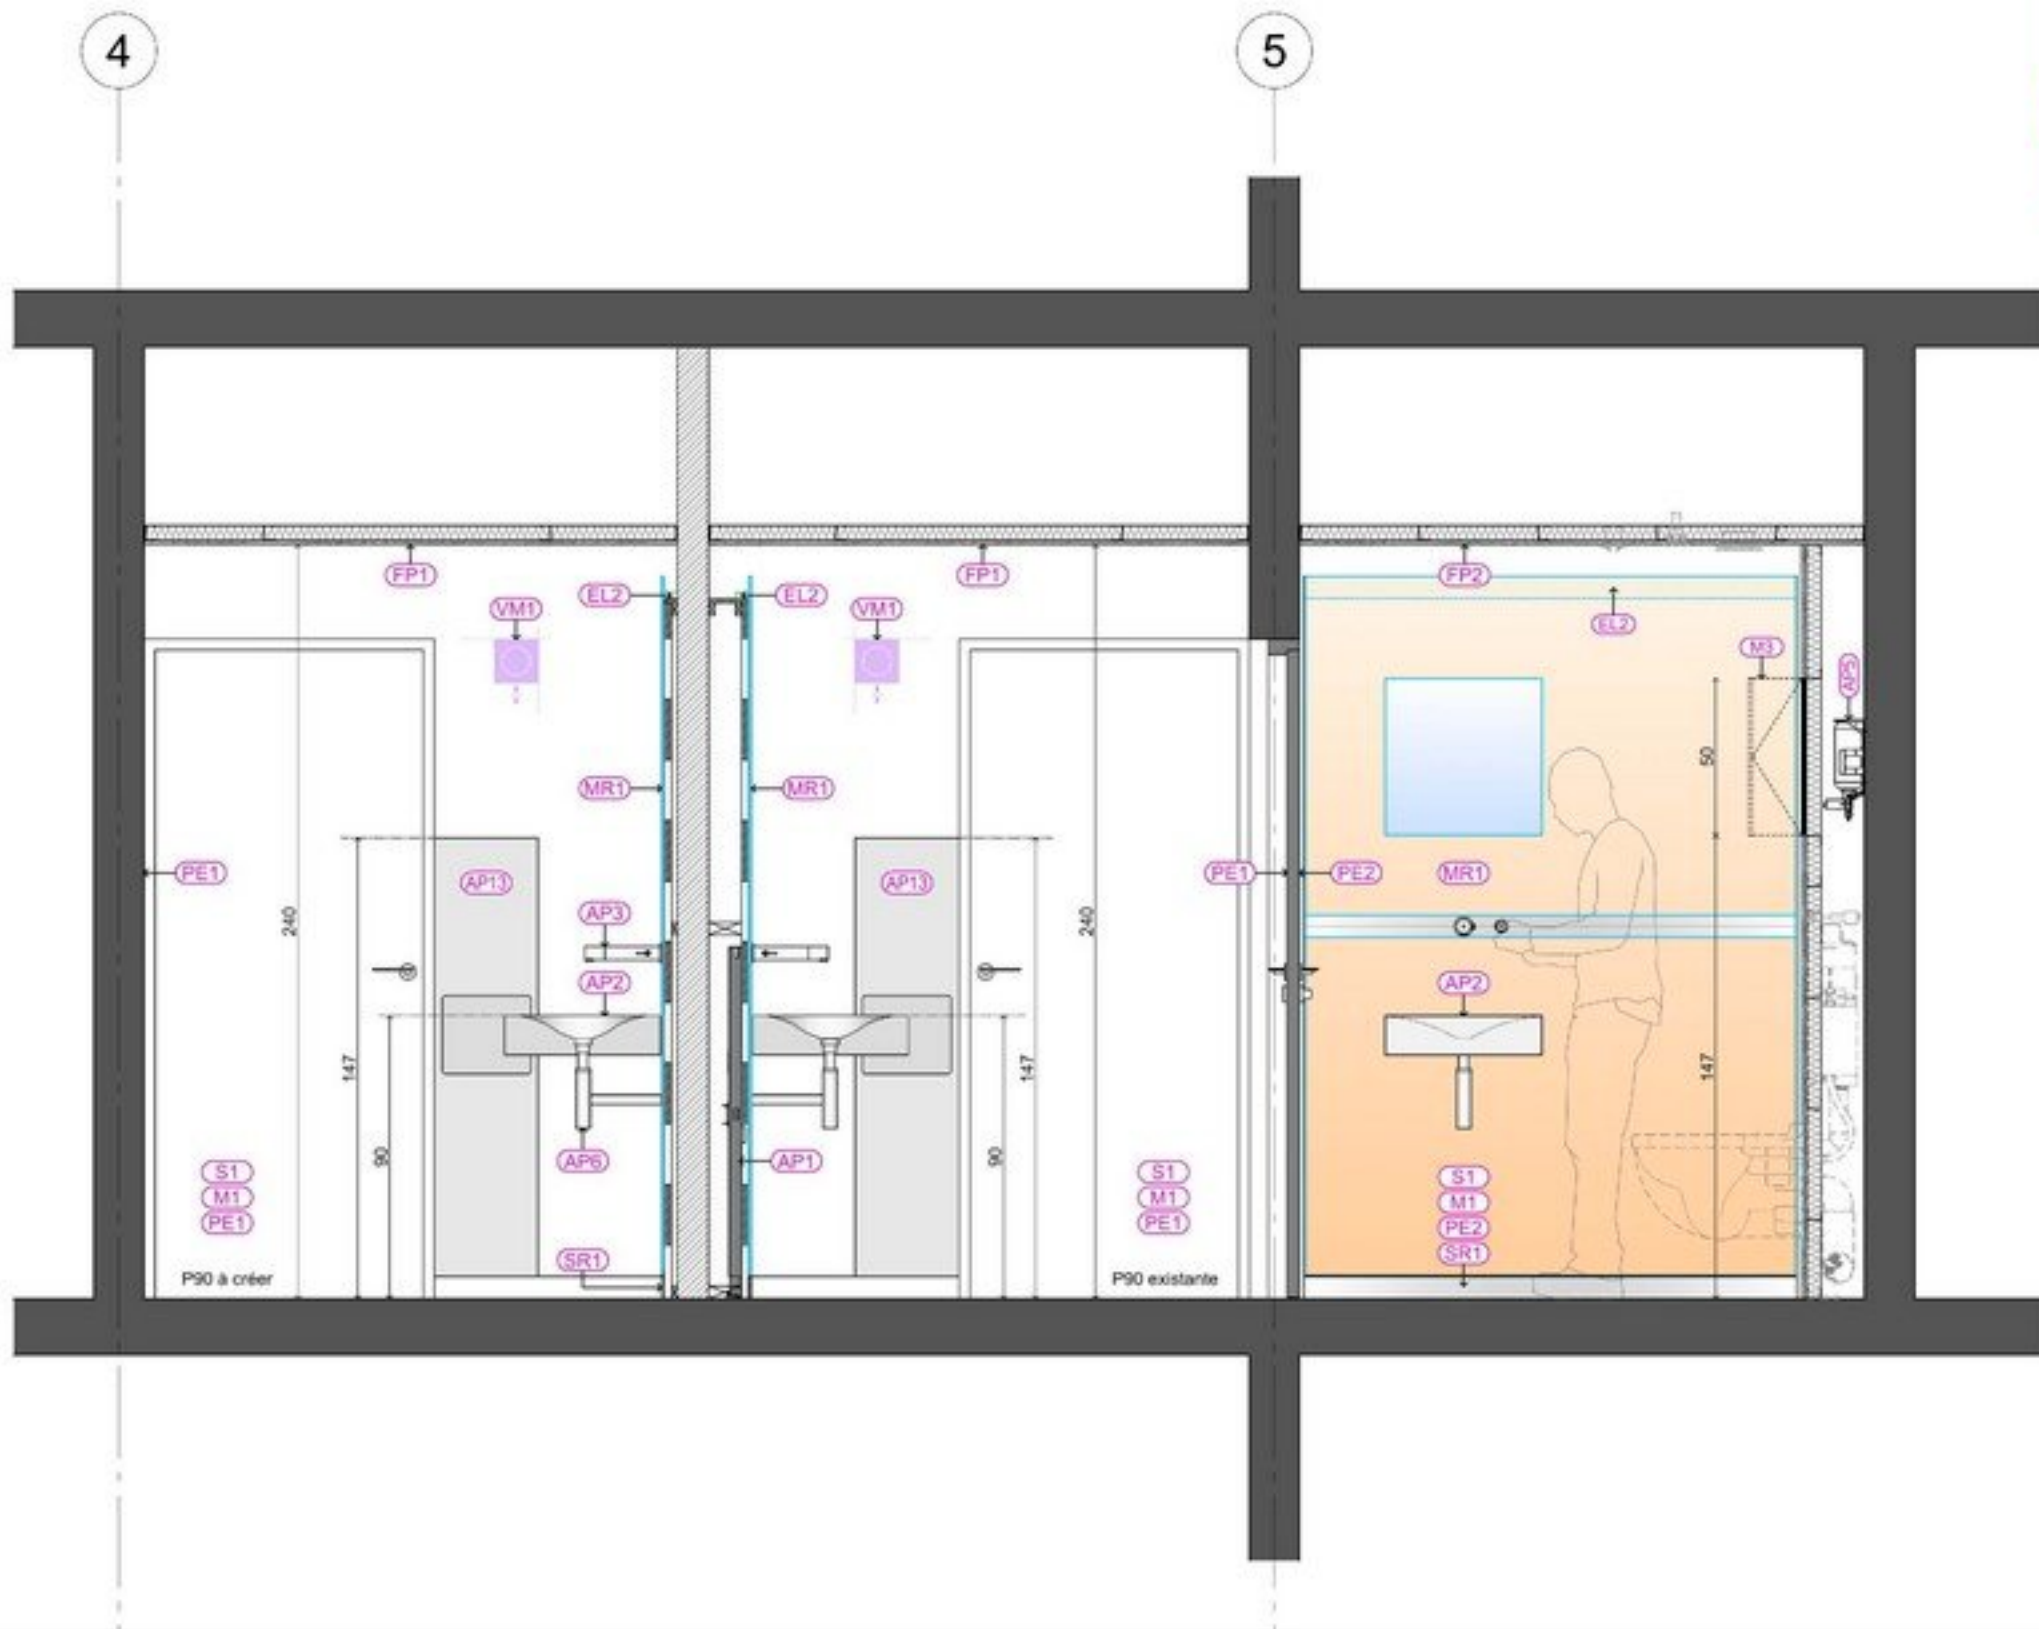 4
5
FP1
FP1
FP2
EL2
EL2
VM1
VM1
EL2
M3
AP5
50
MR1
MR1
PE1
AP13
AP13
PE1
PE2
MR1
240
AP3
240
AP2
AP2
147
147
147
90
90
AP6
AP1
S1
M1
PE1
S1
M1
PE1
S1
M1
PE2
SR1
SR1
P90 à créer
P90 existante